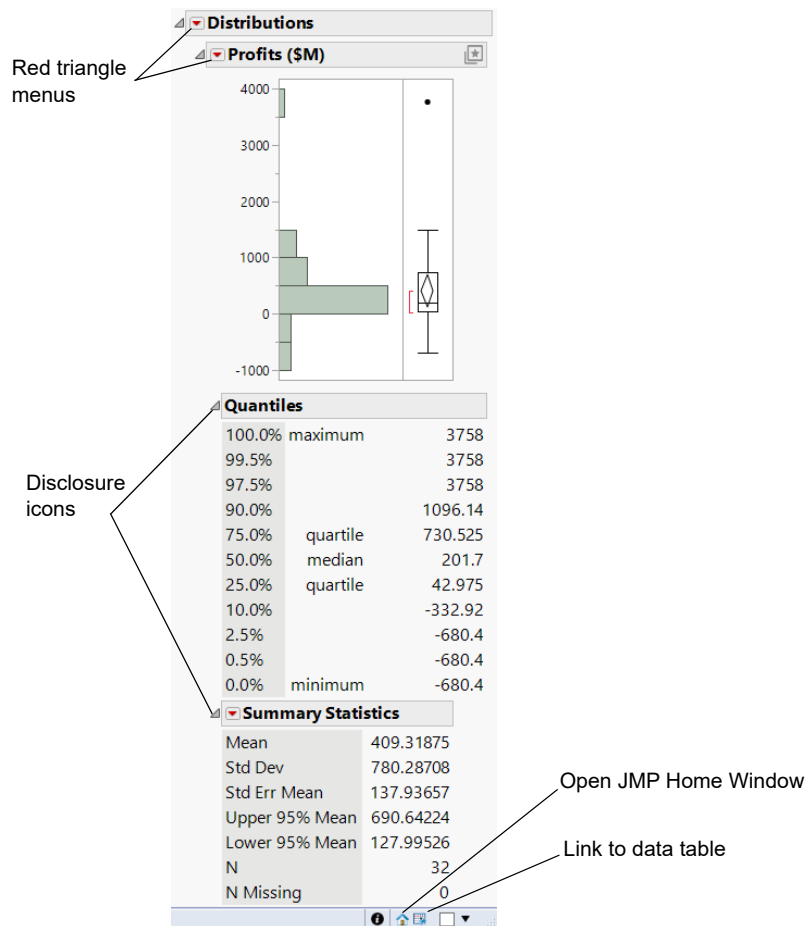 Distributions
Profits ($M)
Red triangle
menus
4000
3000
2000
1000
0
-1000
Quantiles
100.0% maximum 3758
99.5% 3758
97.5% 3758
90.0% 1096.14
75.0% quartile 730.525
50.0% median 201.7
25.0% quartile 42.975
10.0% -332.92
2.5% -680.4
0.5% -680.4
0.0% minimum -680.4
Disclosure
icons
Summary Statistics
Mean 409.31875
Std Dev 780.28708
Std Err Mean 137.93657
Upper 95% Mean 690.64224
Lower 95% Mean 127.99526
N 32
N Missing 0
Open JMP Home Window
Link to data table